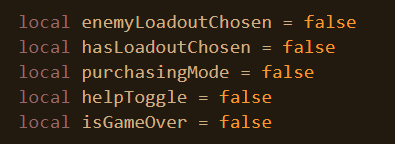 local enemyLoadoutChosen = false
local hasLoadoutChosen = false
local purchasingMode = false
local helpToggle = false
local isGameOver = false